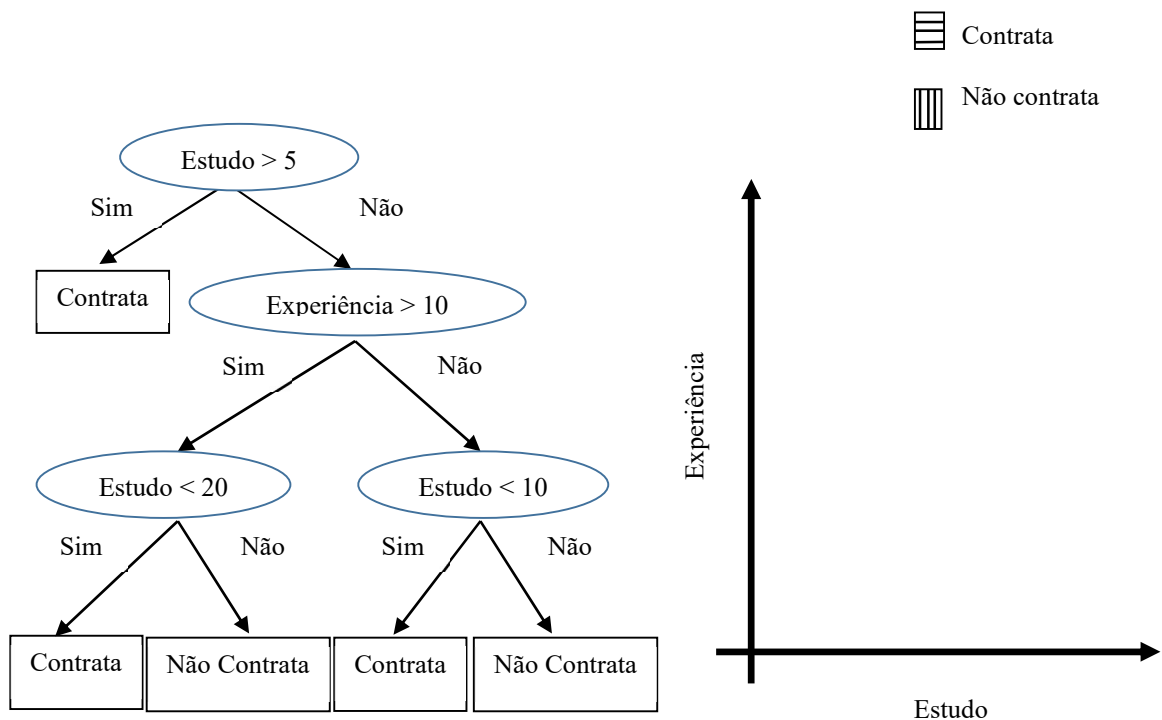 Contrata
Não contrata
Estudo > 5
Sim Não
Contrata
Experiência > 10
Sim Não
Estudo < 20
Estudo < 10
Sim Não Sim Não
Contrata
Não Contrata
Contrata
Não Contrata
Experiência
Estudo